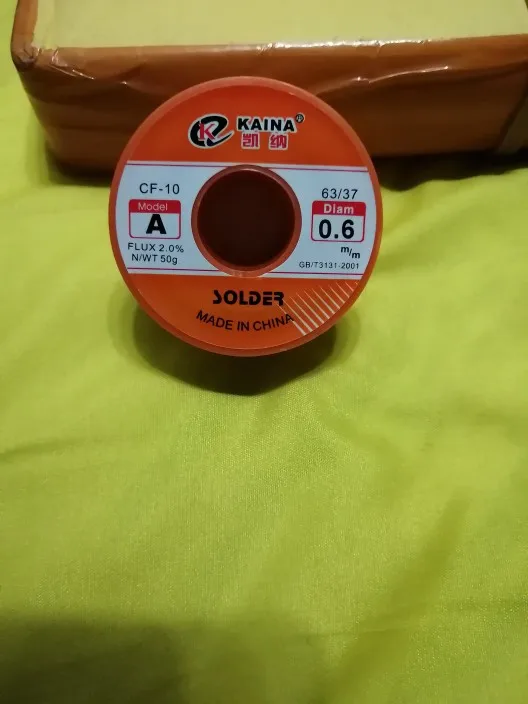 KAINA
凯纳
CF-10
Model
A
FLUX 2.0%
N/WT 50g
63/37
Diam
0.6
m/m
GB/T3131-2001
SOLDER
MADE IN CHINA